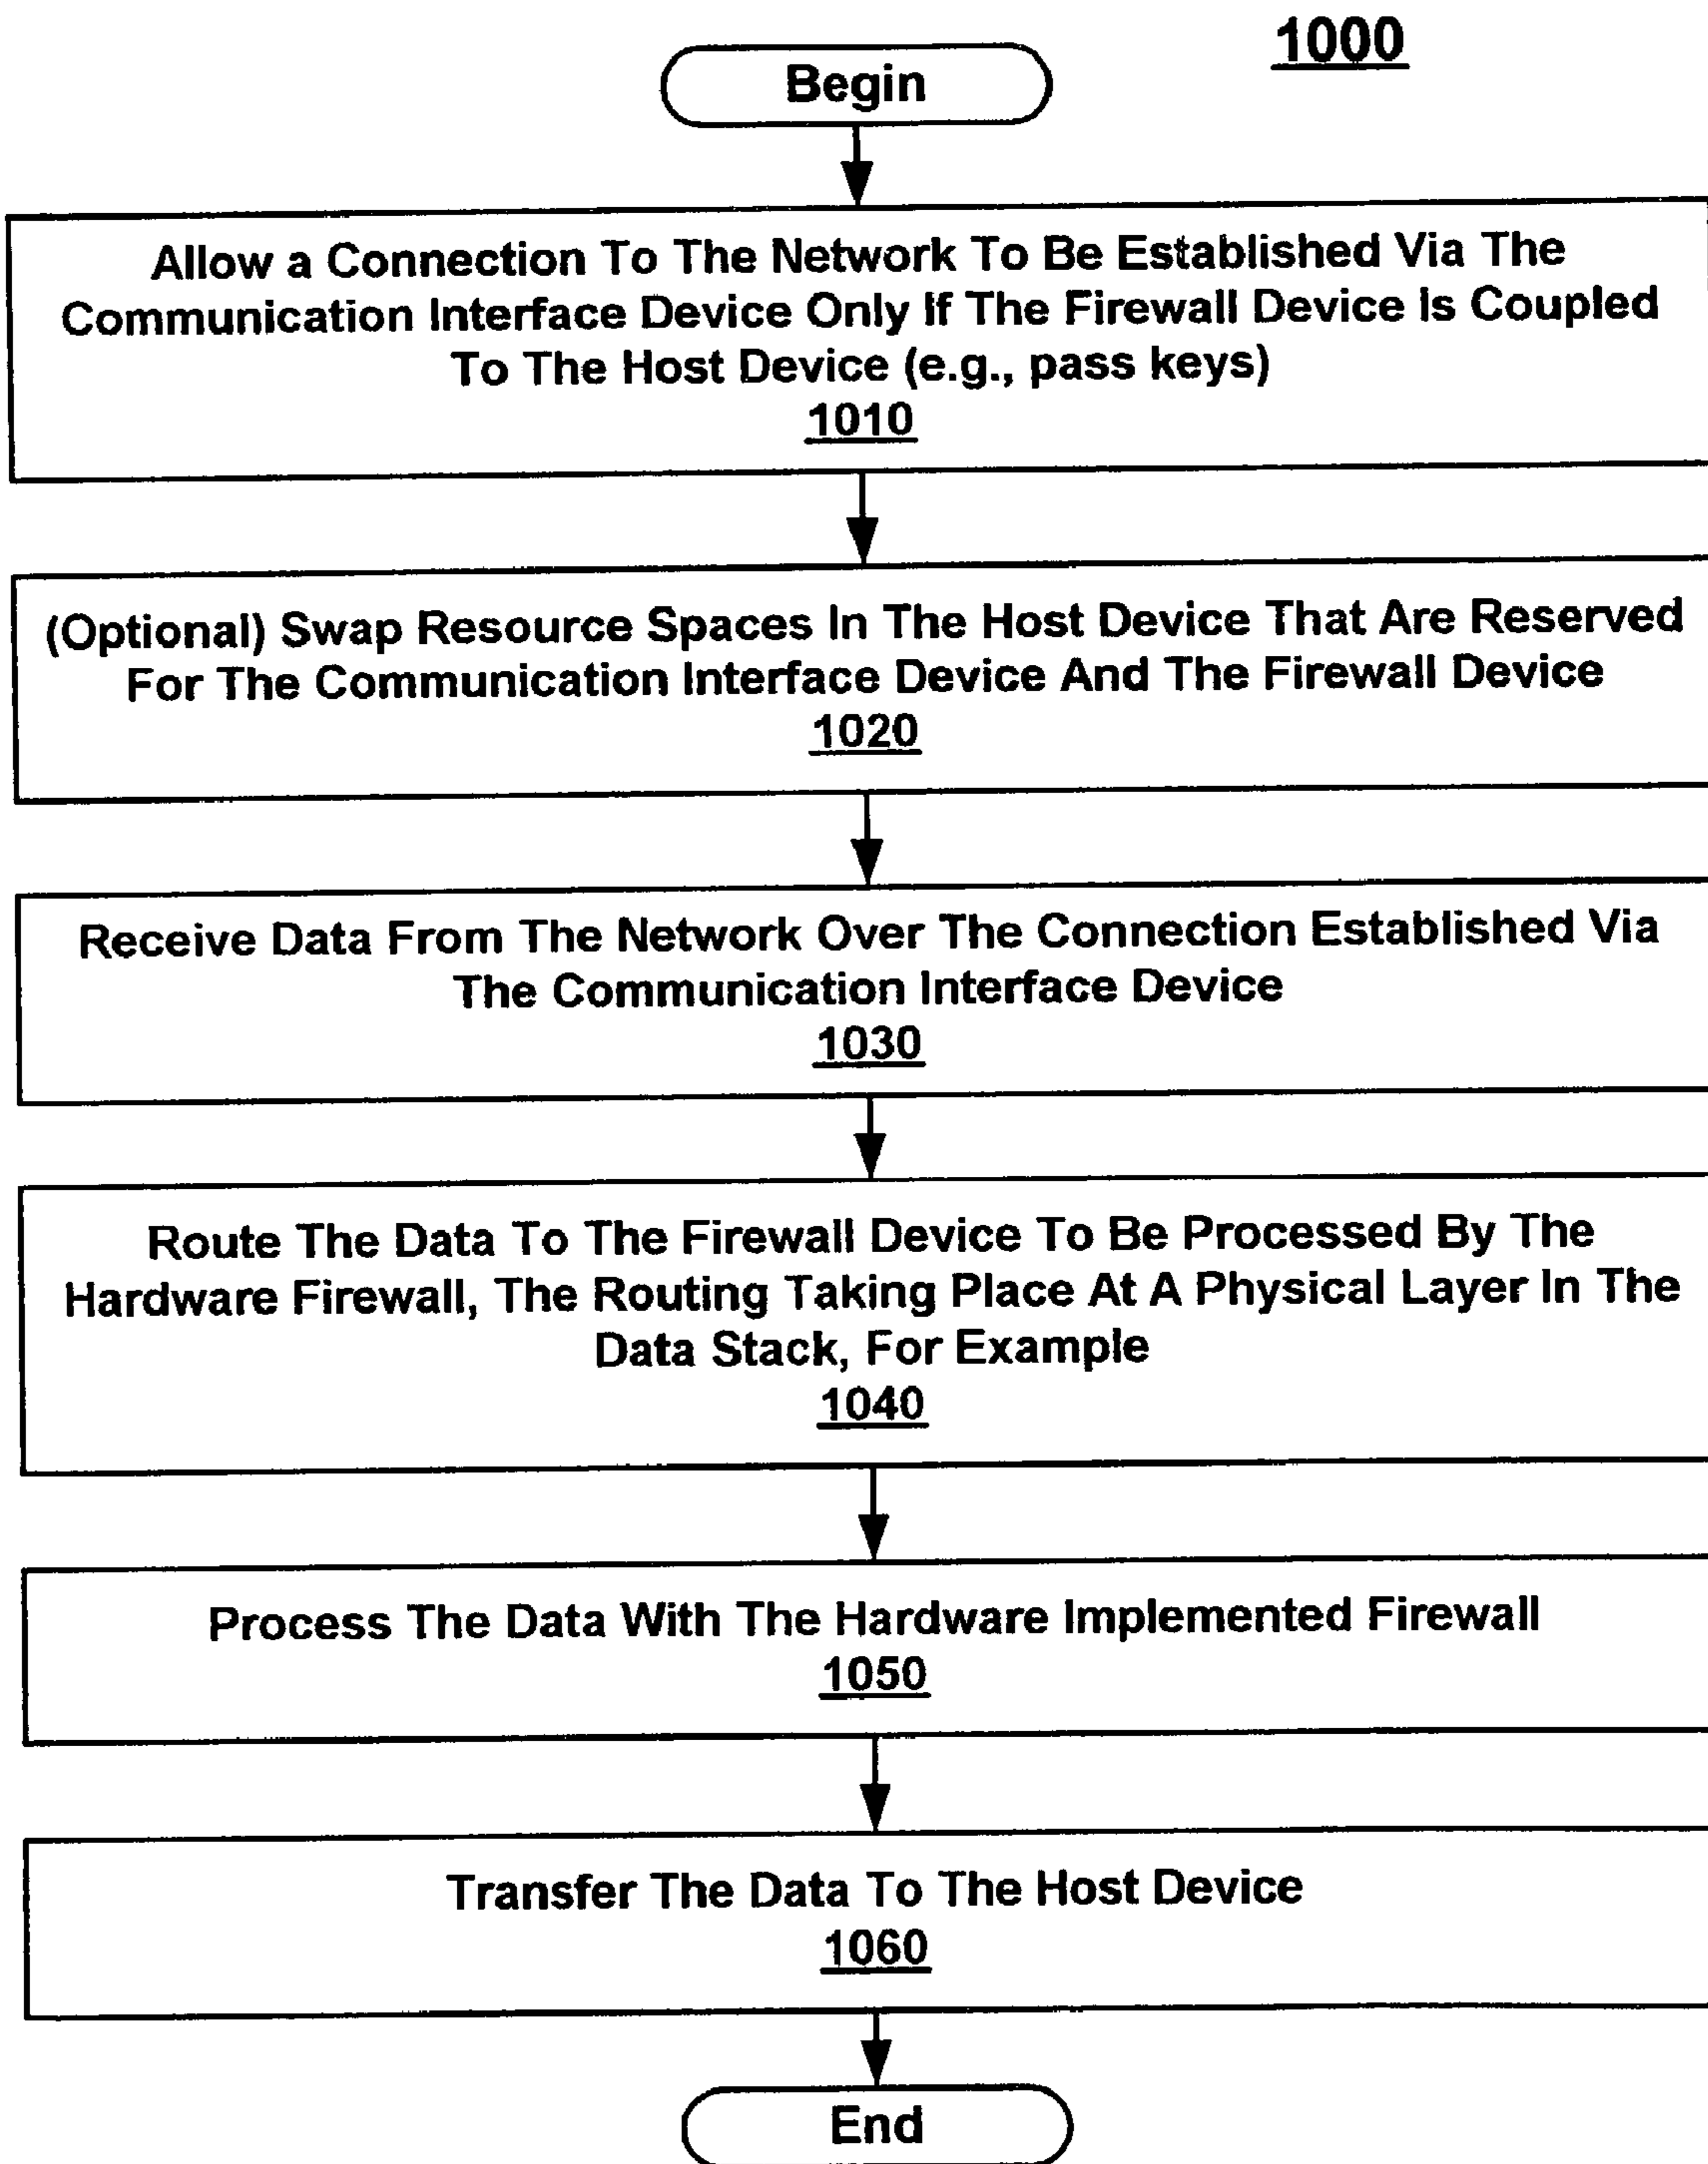 1000
Begin
Allow a Connection To The Network To Be Established Via The
Communication Interface Device Only If The Firewall Device Is Coupled
To The Host Device (e.g., pass keys)
1010
(Optional) Swap Resource Spaces In The Host Device That Are Reserved
For The Communication Interface Device And The Firewall Device
1020
Receive Data From The Network Over The Connection Established Via
The Communication Interface Device
1030
Route The Data To The Firewall Device To Be Processed By The
Hardware Firewall, The Routing Taking Place At A Physical Layer In The
Data Stack, For Example
1040
Process The Data With The Hardware Implemented Firewall
1050
Transfer The Data To The Host Device
1060
End